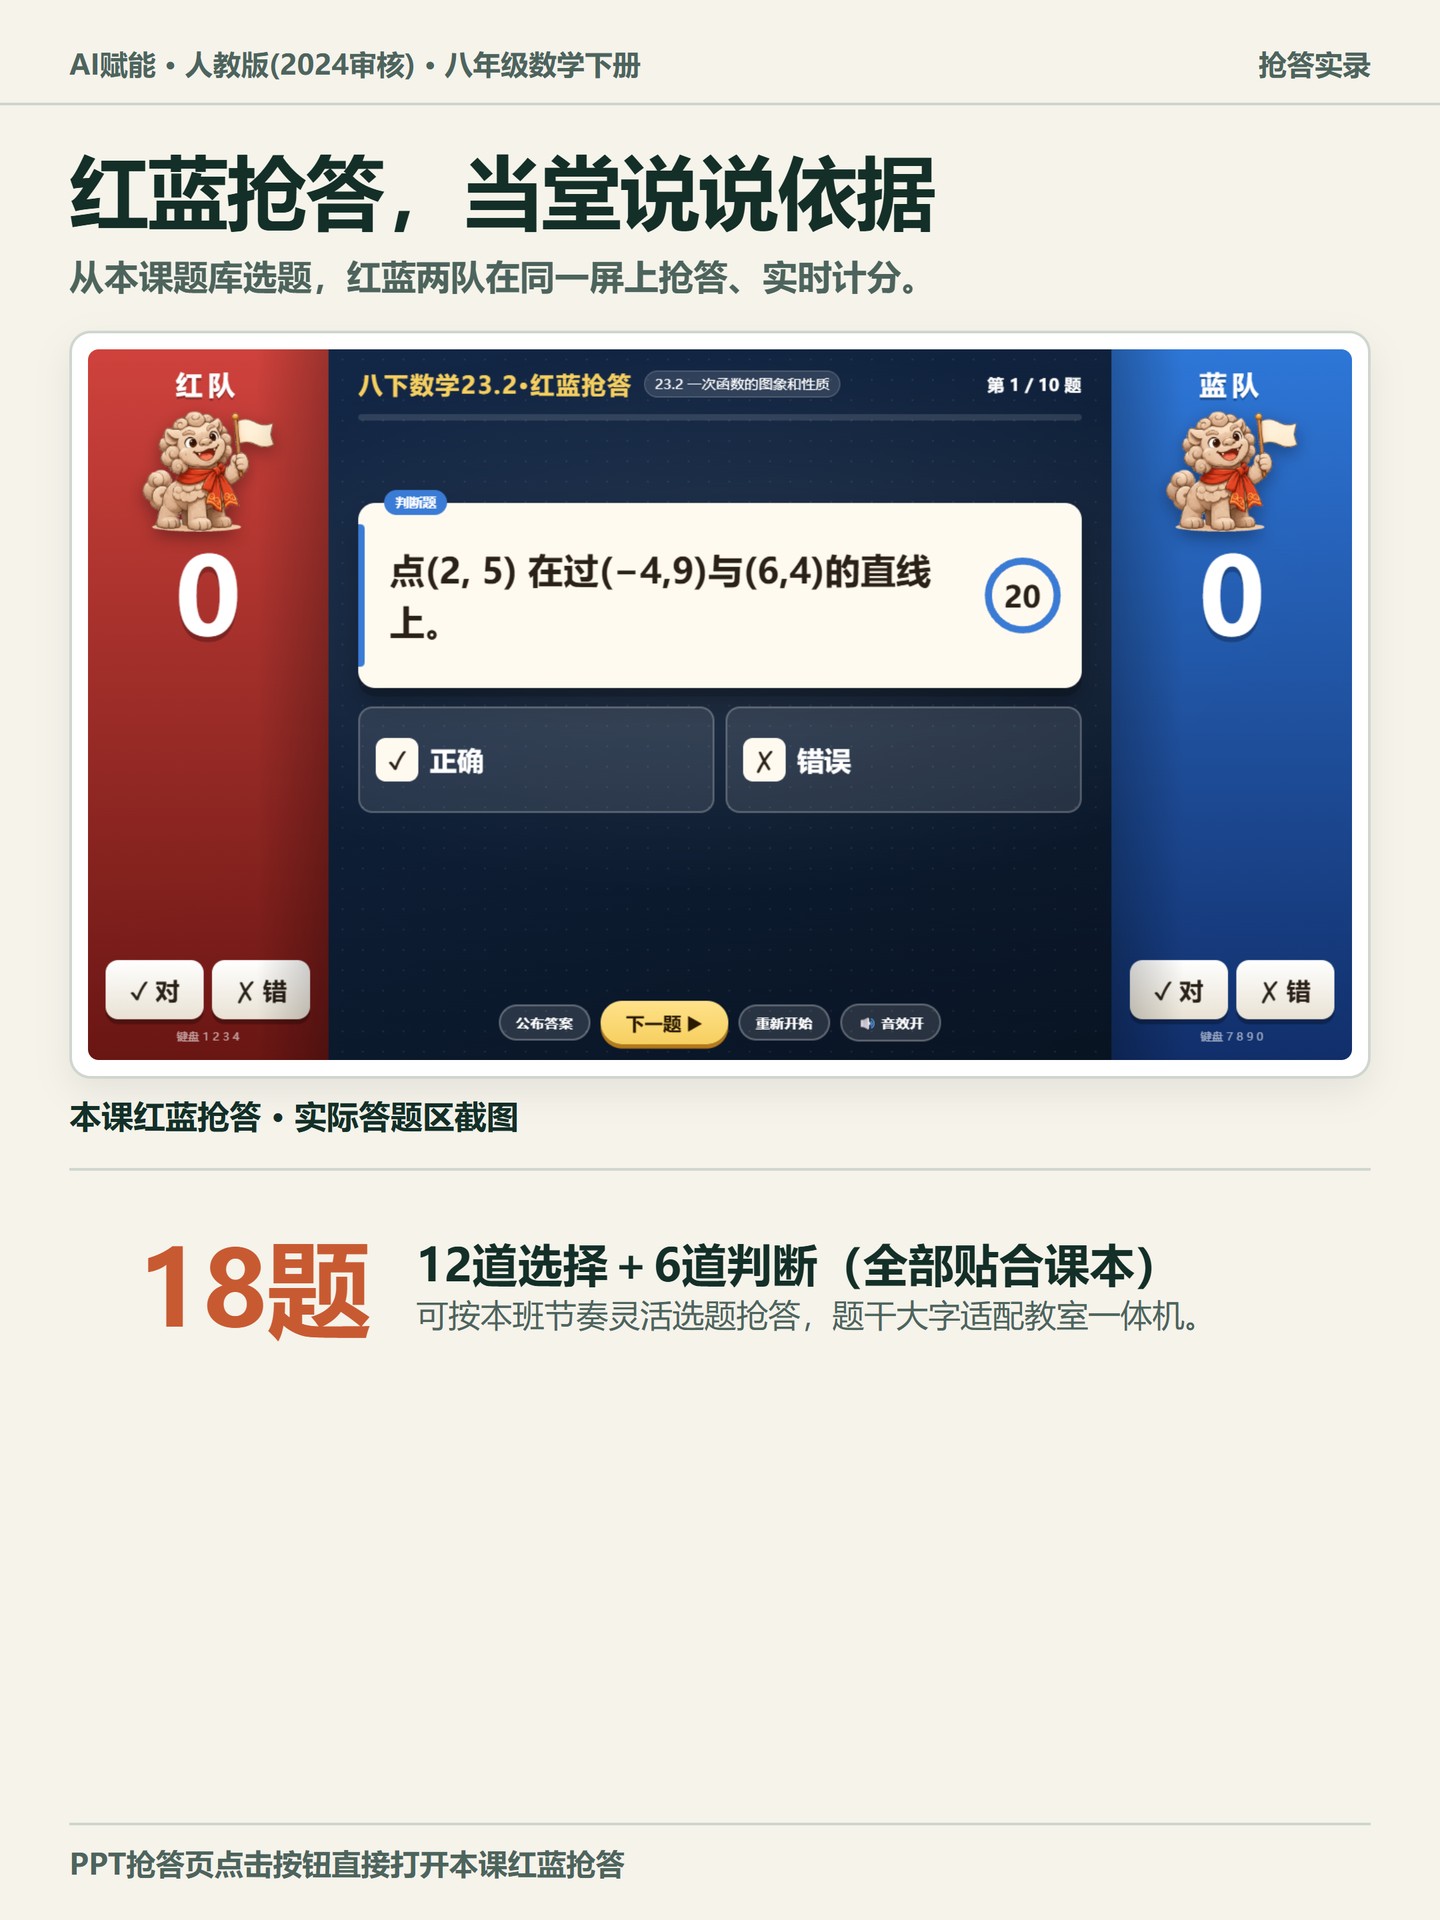 AI赋能 • 人教版(2024审核) • 八年级数学下册
抢答实录
红蓝抢答，当堂说说依据
从本课题库选题，红蓝两队在同一屏上抢答、实时计分。
红队
八下数学23.2•红蓝抢答
23.2 一次函数的图象和性质
第 1 / 10 题
蓝队
0
0
判断题
点(2, 5) 在过(−4,9)与(6,4)的直线
上。
20
✓ 正确
✗ 错误
✓ 对
✗ 错
键盘 1 2 3 4
公布答案
下一题 ▶
重新开始
🔊 音效开
✓ 对
✗ 错
键盘 7 8 9 0
本课红蓝抢答 • 实际答题区截图
18题
12道选择 + 6道判断（全部贴合课本）
可按本班节奏灵活选题抢答，题干大字适配教室一体机。
PPT抢答页点击按钮直接打开本课红蓝抢答